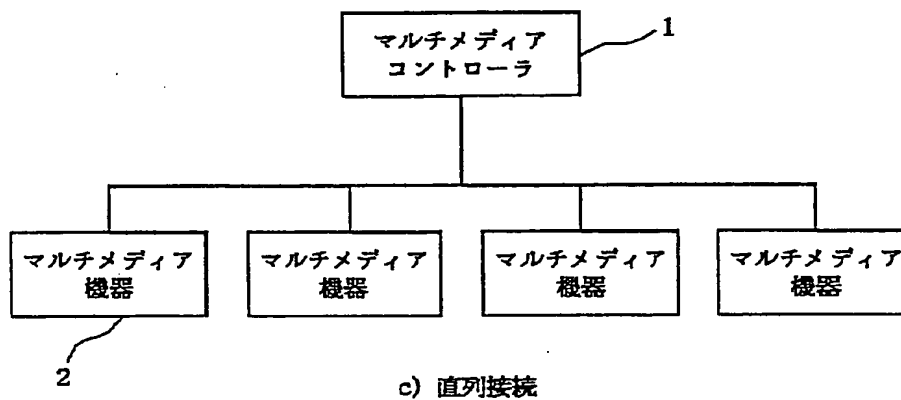 マルチメディア
コントローラ
1
マルチメディア
機器
マルチメディア
機器
マルチメディア
機器
マルチメディア
機器
2
c) 直列接続